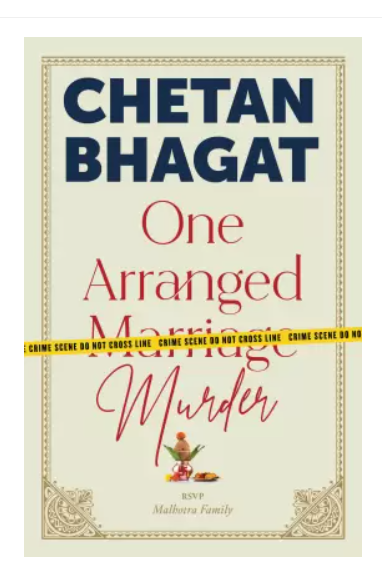 CHETAN
BHAGAT
One
Arranged
Marriage
CRIME SCENE DO NOT CROSS LINE CRIME SCENE DO NOT CROSS LINE CRIME SCENE DO NO
Murder
RSVP
Malhotra Family